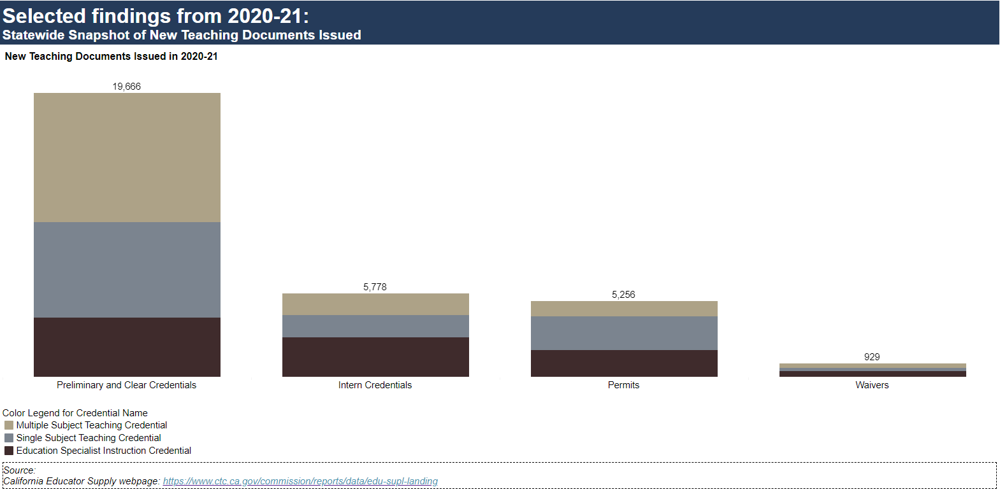 Selected findings from 2020-21:
Statewide Snapshot of New Teaching Documents Issued
New Teaching Documents Issued in 2020-21
19,666
5,778
5,256
929
Preliminary and Clear Credentials
Intern Credentials
Permits
Waivers
Color Legend for Credential Name
Multiple Subject Teaching Credential
Single Subject Teaching Credential
Education Specialist Instruction Credential
Source:
California Educator Supply webpage: https://www.ctc.ca.gov/commission/reports/data/edu-supl-landing